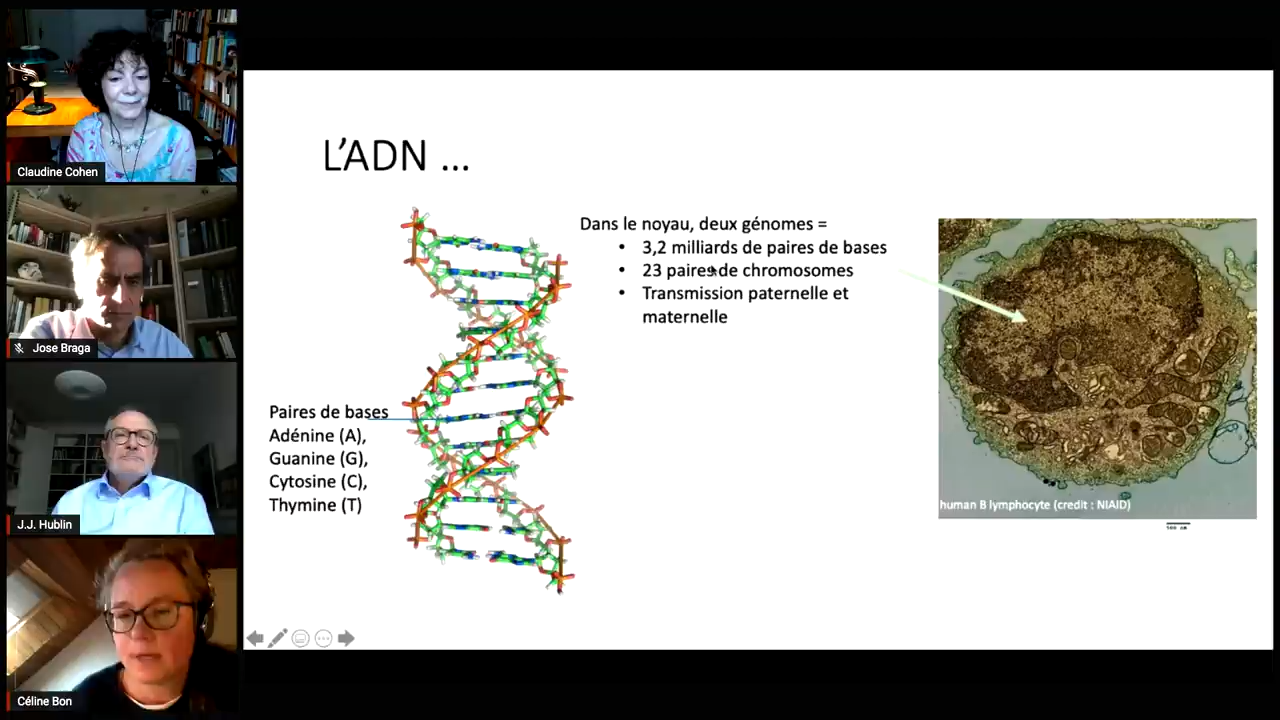 Claudine Cohen
Jose Braga
J.J. Hublin
Céline Bon
L'ADN ...
Dans le noyau, deux génomes =
• 3,2 milliards de paires de bases
• 23 paires de chromosomes
• Transmission paternelle et
maternelle
Paires de bases
Adénine (A),
Guanine (G),
Cytosine (C),
Thymine (T)
human B lymphocyte (credit : NIAID)